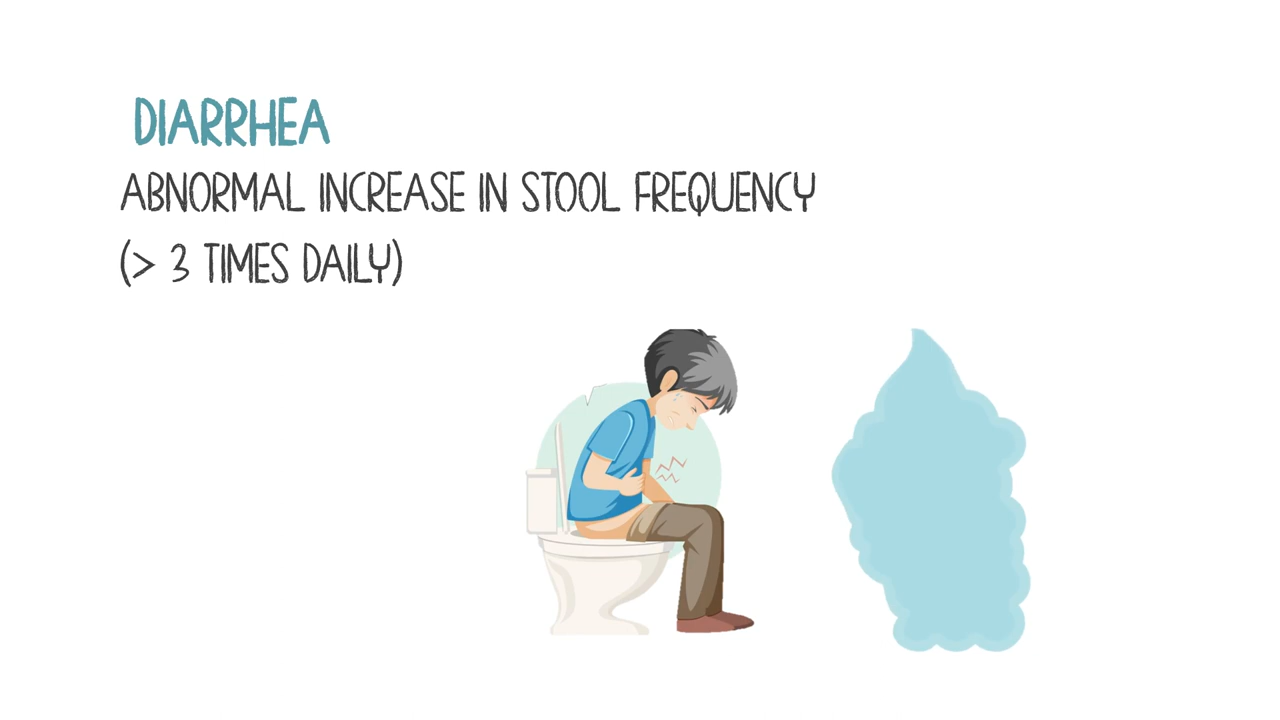 DIARRHEA
ABNORMAL INCREASE IN STOOL FREQUENCY
(> 3 TIMES DAILY)